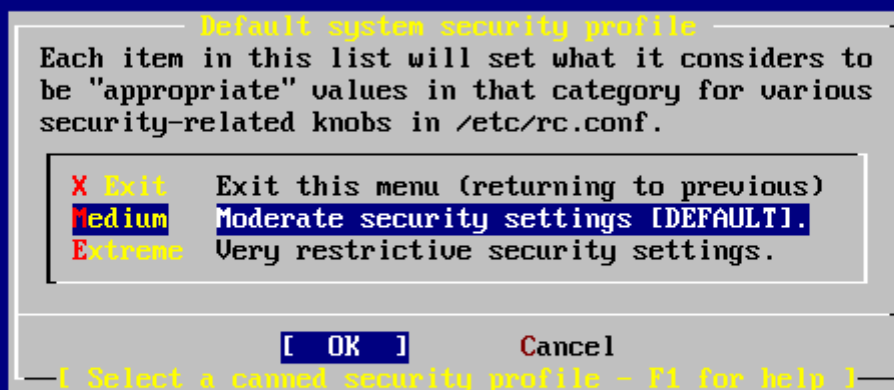 Default system security profile
Each item in this list will set what it considers to
be "appropriate" values in that category for various
security-related knobs in /etc/rc.conf.
X Exit Exit this menu (returning to previous)
Medium Moderate security settings [DEFAULT].
Extreme Very restrictive security settings.
[ OK ] Cancel
[ Select a canned security profile - F1 for help ]